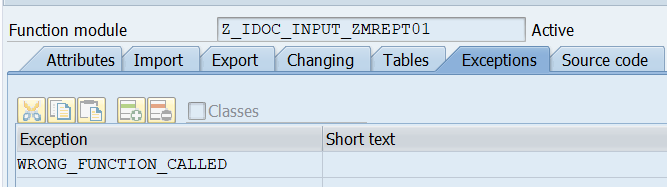 Function module Z_IDOC_INPUT_ZMREPT01 Active
Attributes Import Export Changing Tables Exceptions Source code
Classes
Exception Short text
WRONG_FUNCTION_CALLED